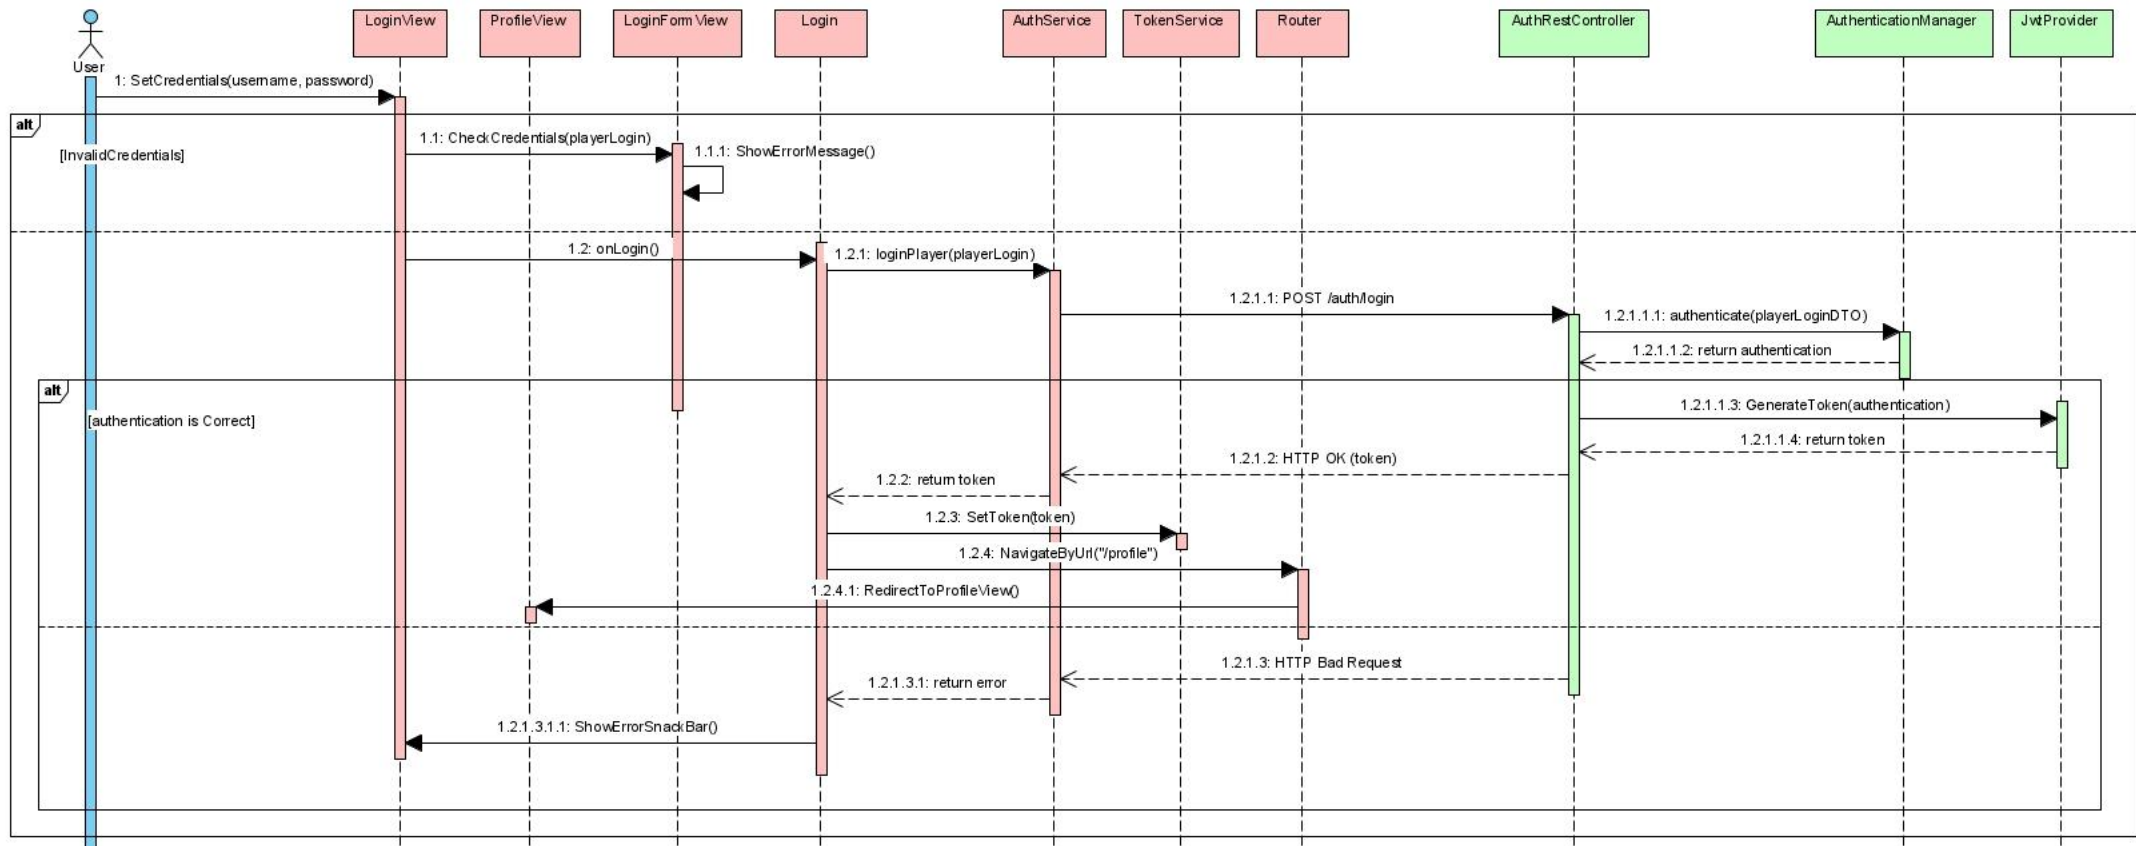 LoginView
ProfileView
LoginFormView
Login
AuthService
TokenService
Router
AuthRestController
AuthenticationManager
JwtProvider
User
1: SetCredentials(username, password)
alt
[InvalidCredentials]
1.1: CheckCredentials(playerLogin)
1.1.1: ShowErrorMessage()
1.2: onLogin()
1.2.1: loginPlayer(playerLogin)
1.2.1.1: POST /auth/login
1.2.1.1.1: authenticate(playerLoginDTO)
1.2.1.1.2: return authentication
alt
[authentication is Correct]
1.2.1.1.3: GenerateToken(authentication)
1.2.1.1.4: return token
1.2.1.2: HTTP OK (token)
1.2.2: return token
1.2.3: SetToken(token)
1.2.4: NavigateByUrl("/profile")
1.2.4.1: RedirectToProfileView()
1.2.1.3: HTTP Bad Request
1.2.1.3.1: return error
1.2.1.3.1.1: ShowErrorSnackBar()